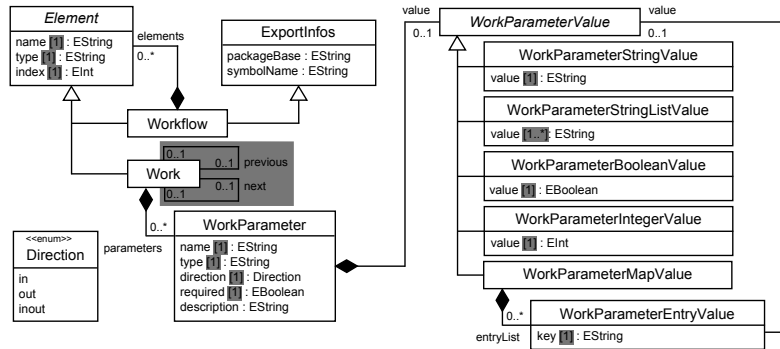 Element
name [1] : EString
type [1] : EString
index [1] : EInt
elements
0..*
ExportInfos
packageBase : EString
symbolName : EString
Workflow
Work
0..1
0..1
previous
0..1
next
0..1
0..*
parameters
WorkParameter
name [1] : EString
type [1] : EString
direction [1] : Direction
required [1] : EBoolean
description : EString
<<enum>>
Direction
in
out
inout
value
0..1
WorkParameterValue
value
0..1
WorkParameterStringValue
value [1] : EString
WorkParameterStringListValue
value [1..*]: EString
WorkParameterBooleanValue
value [1] : EBoolean
WorkParameterIntegerValue
value [1] : EInt
WorkParameterMapValue
0..*
entryList
WorkParameterEntryValue
key [1] : EString